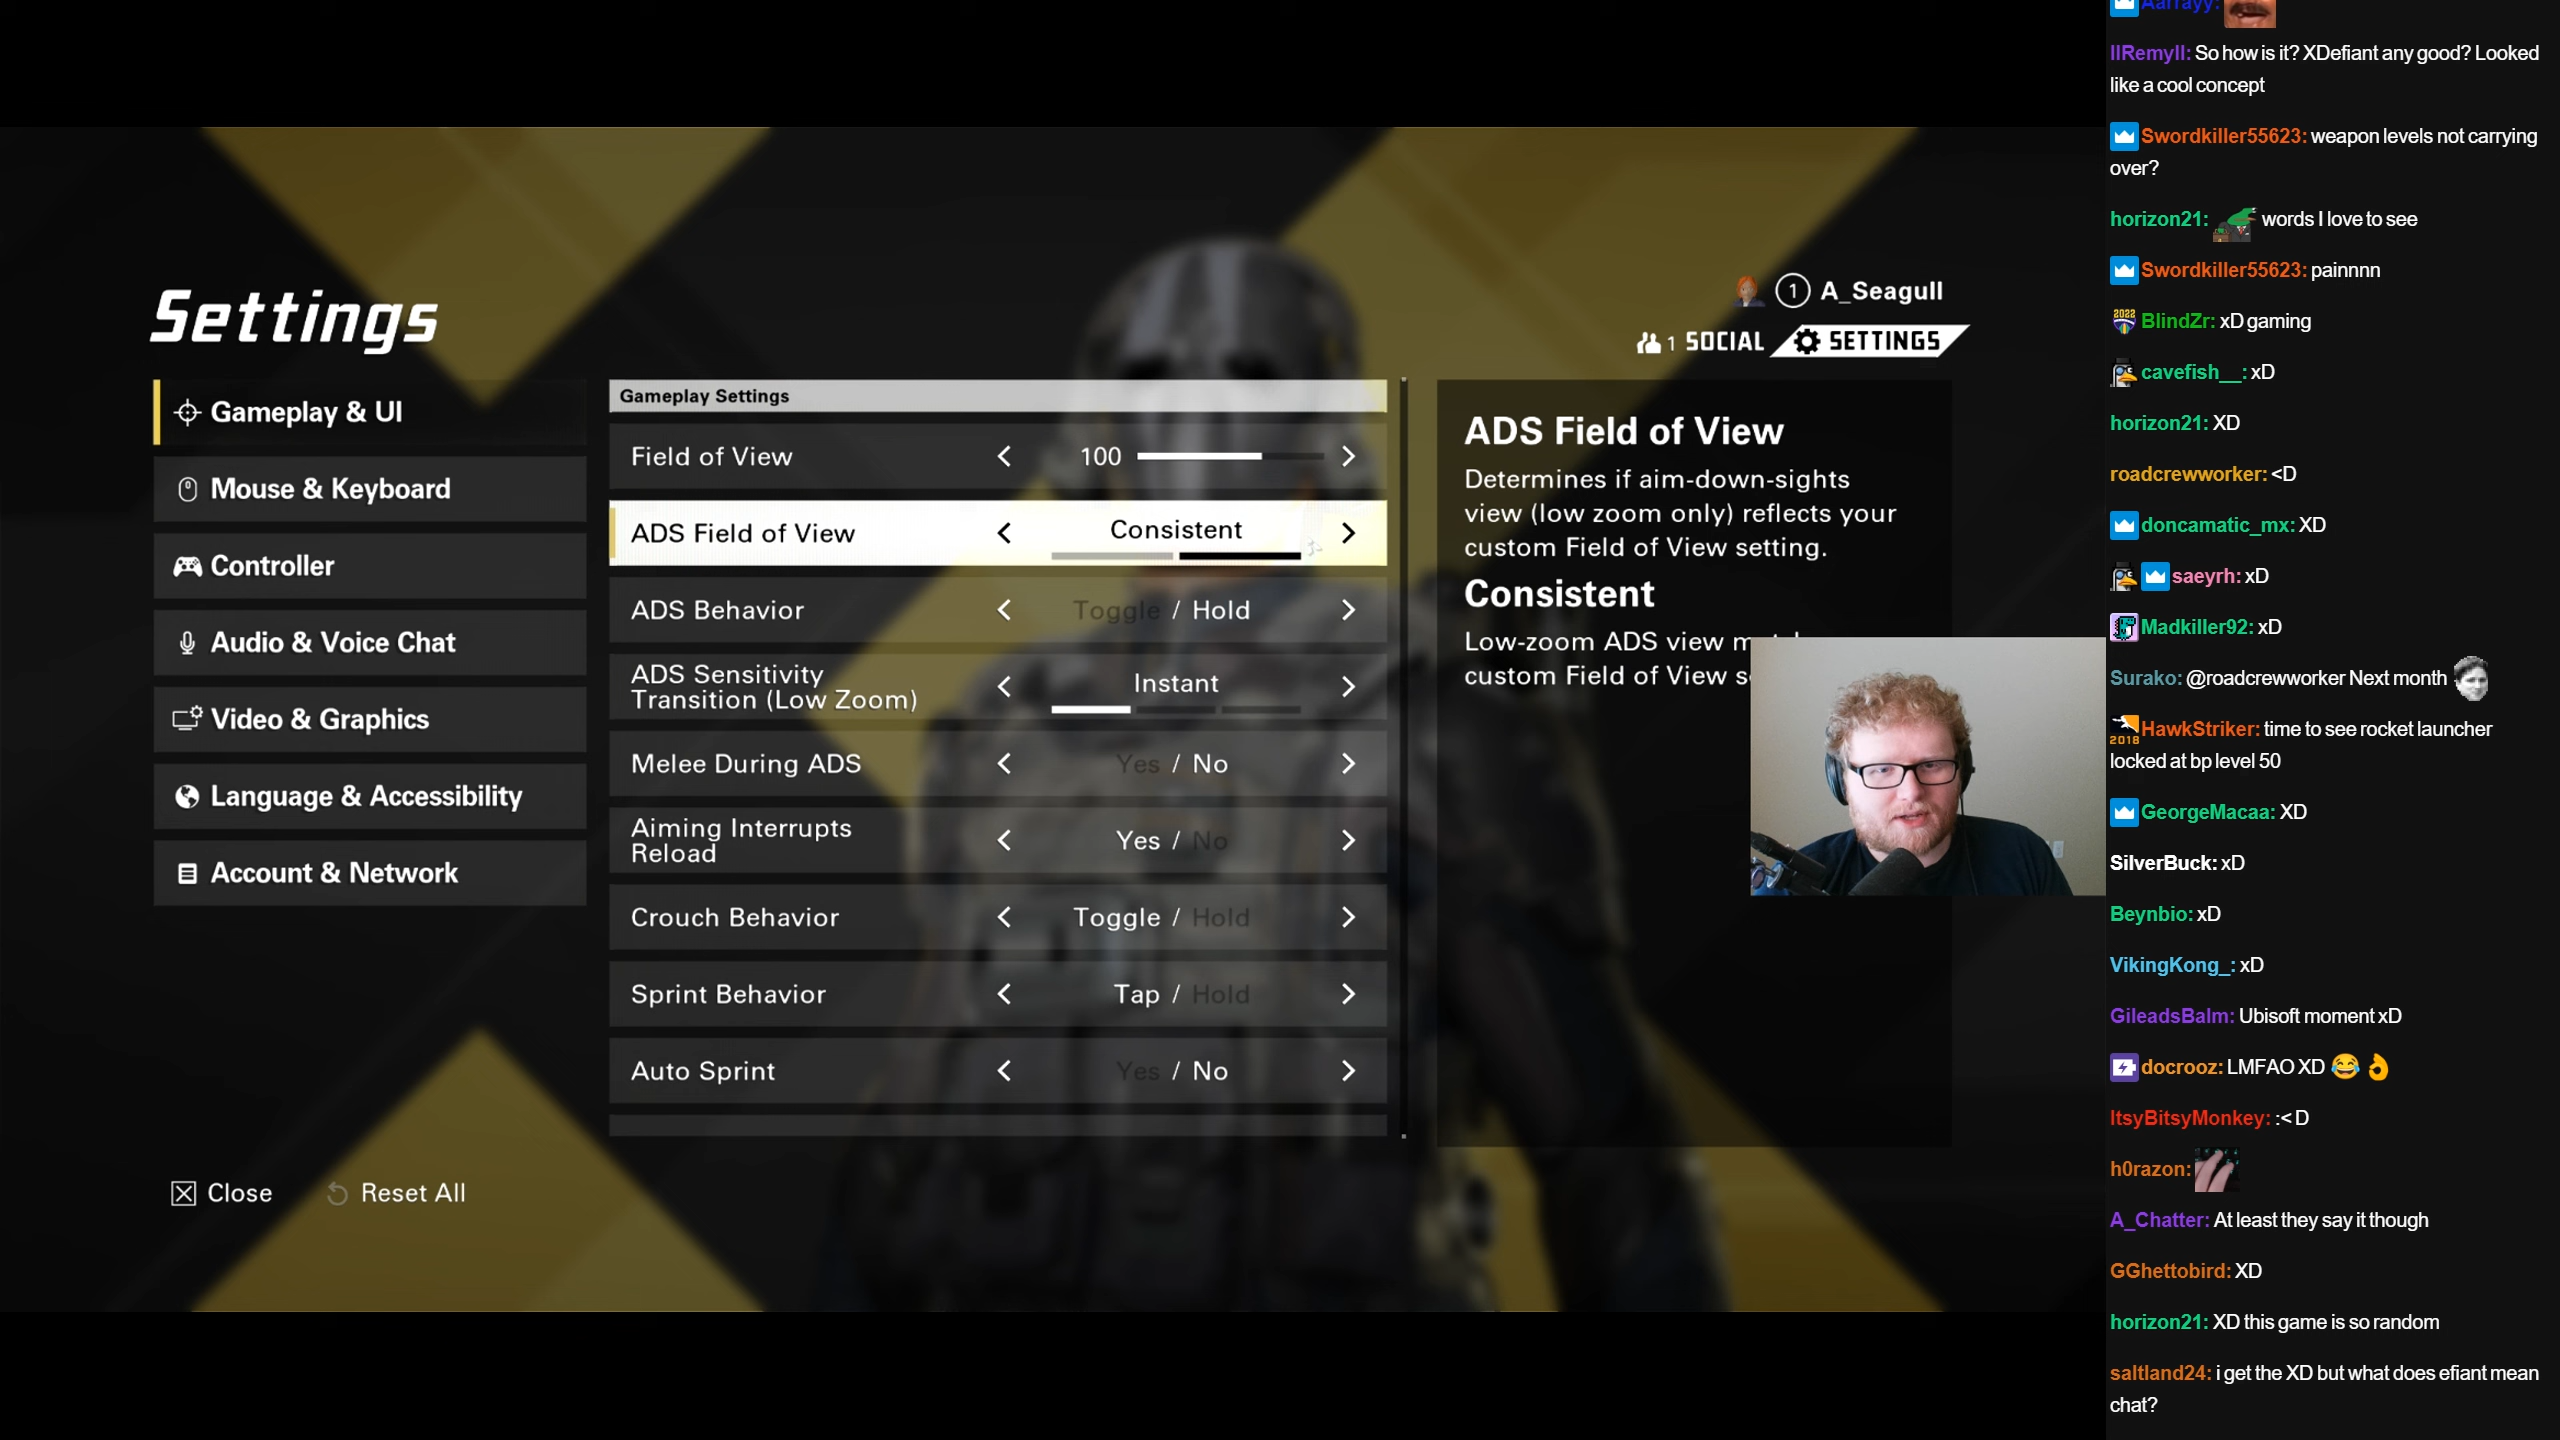 Settings
1 A_Seagull
1 SOCIAL SETTINGS
Gameplay & UI
Mouse & Keyboard
Controller
Audio & Voice Chat
Video & Graphics
Language & Accessibility
Account & Network
Gameplay Settings
Field of View 100
ADS Field of View Consistent
ADS Behavior Toggle / Hold
ADS Sensitivity
Transition (Low Zoom) Instant
Melee During ADS Yes / No
Aiming Interrupts
Reload Yes / No
Crouch Behavior Toggle / Hold
Sprint Behavior Tap / Hold
Auto Sprint Yes / No
ADS Field of View
Determines if aim-down-sights
view (low zoom only) reflects your
custom Field of View setting.
Consistent
Low-zoom ADS view
custom Field of View
Close Reset All
Aarrayy:
So how is it? XDefiant any good? Looked
like a cool concept
Swordkiller55623: weapon levels not carrying
over?
horizon21: words I love to see
Swordkiller55623: painnnn
2022 BlindZr: xD gaming
cavefish__: xD
horizon21: XD
roadcrewworker: <D
doncamatic_mx: XD
saeyrh: xD
Madkiller92: xD
Surako: @roadcrewworker Next month
2018 HawkStriker: time to see rocket launcher
locked at bp level 50
GeorgeMacaa: XD
SilverBuck: xD
Beynbio: xD
VikingKong_: xD
GileadsBalm: Ubisoft moment xD
docrooz: LMFAO XD 😂 👌
ItsyBitsyMonkey: :< D
h0razon:
A_Chatter: At least they say it though
GGhettobird: XD
horizon21: XD this game is so random
saltland24: i get the XD but what does efiant mean
chat?